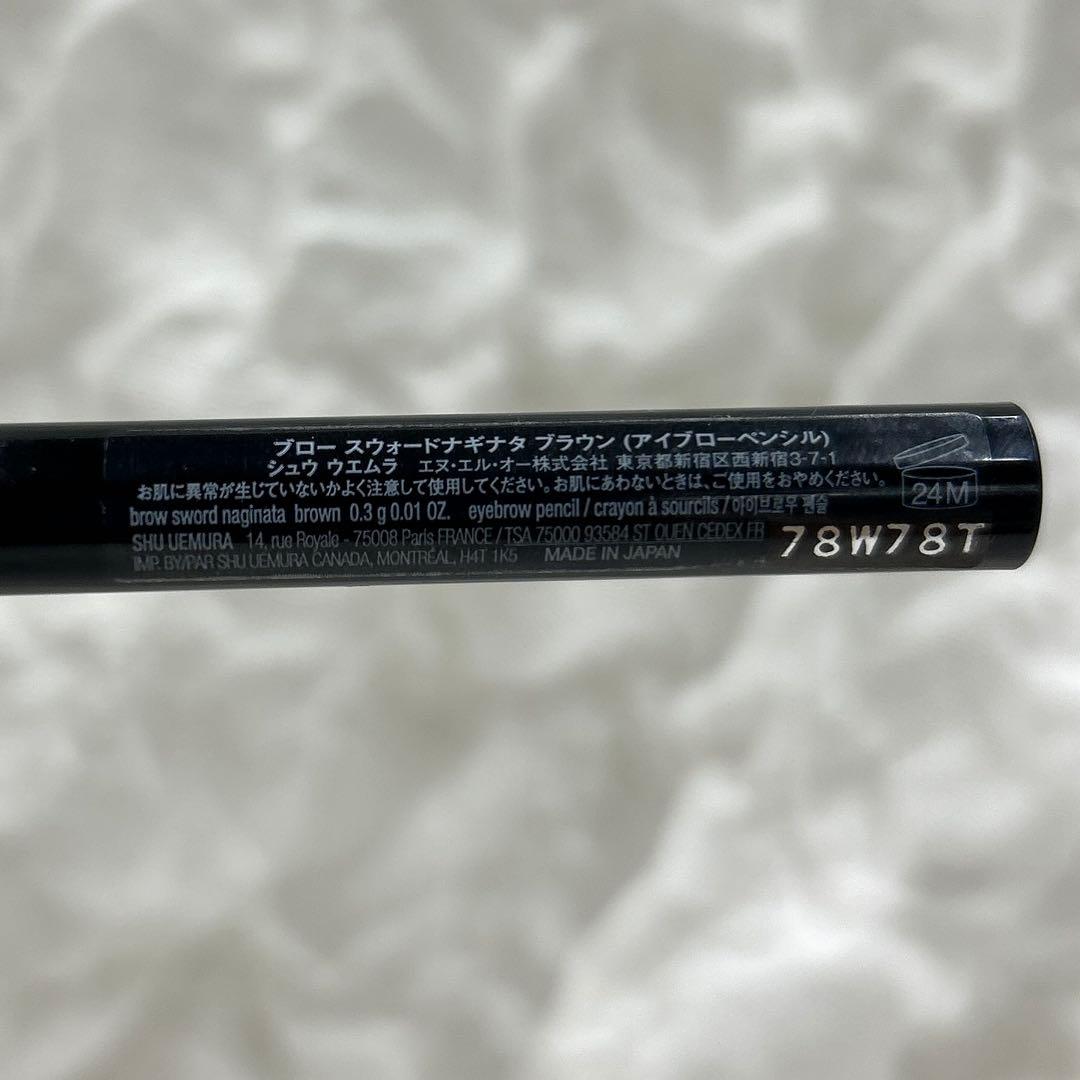 ブロー スウォードナギナタ ブラウン (アイブローペンシル)
シュウ ウエムラ エヌ・エル・オー株式会社 東京都新宿区西新宿3-7-1
お肌に異常が生じていないかよく注意して使用してください。お肌にあわないときは、ご使用をおやめください。
24M
brow sword naginata brown 0.3 g 0.01 OZ. eyebrow pencil / crayon à sourcils / 아이브로우 펜슬
SHU UEMURA 14, rue Royale - 75008 Paris FRANCE / TSA 75000 93584 ST OUEN CEDEX FR
IMP. BY/PAR SHU UEMURA CANADA, MONTRÉAL, H4T 1K5 MADE IN JAPAN
78W78T